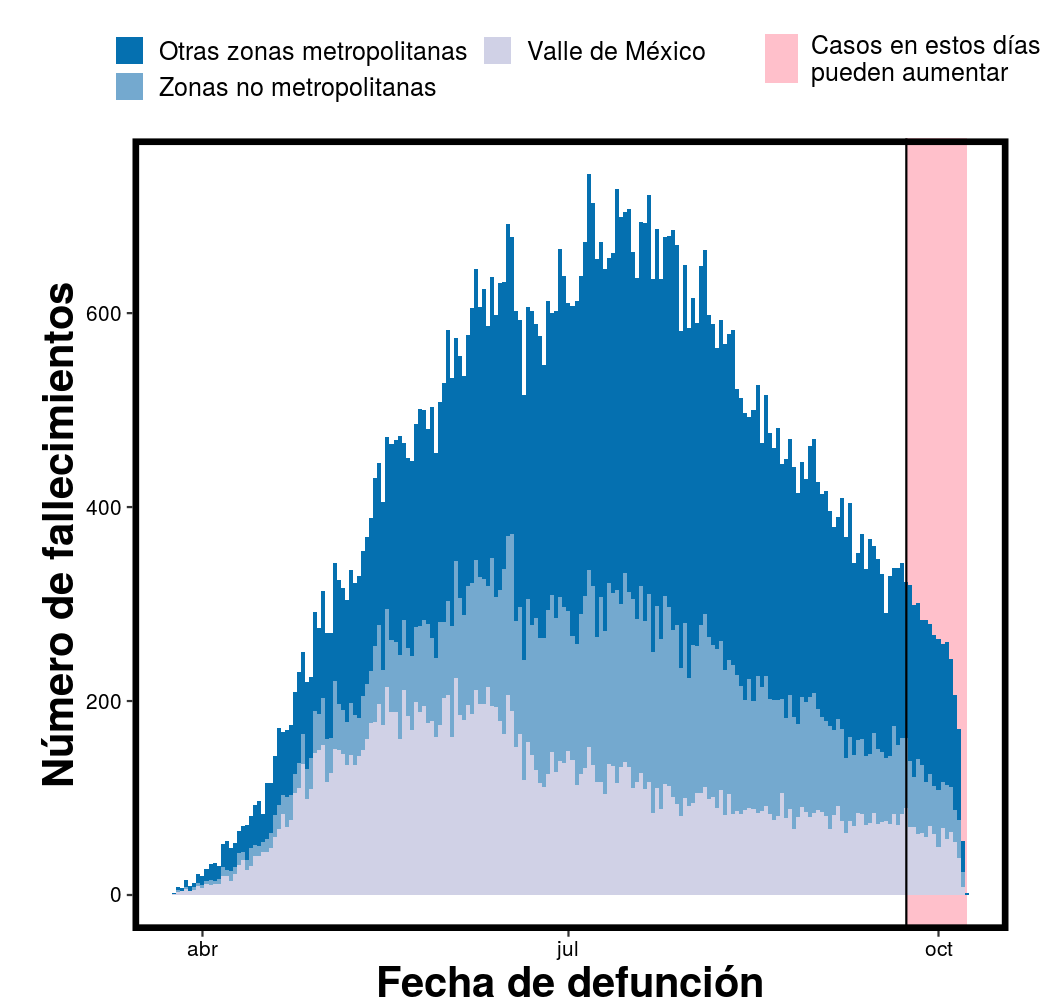 Otras zonas metropolitanas
Zonas no metropolitanas
Valle de México
Casos en estos días
pueden aumentar
Número de fallecimientos
600
400
200
0
abr
jul
oct
Fecha de defunción